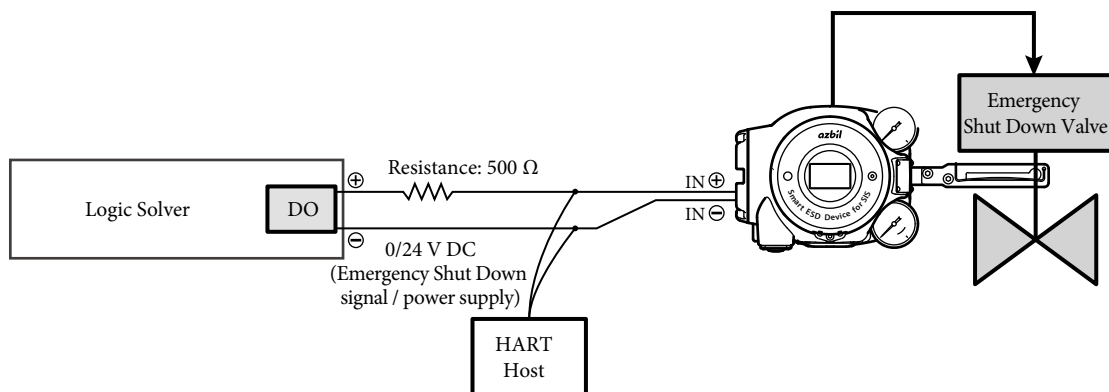 Logic Solver
DO
⊕
⊖
Resistance: 500 Ω
0/24 V DC
(Emergency Shut Down
signal / power supply)
HART
Host
IN ⊕
IN ⊖
azbil
Smart ESD Device for SIS
Emergency
Shut Down Valve